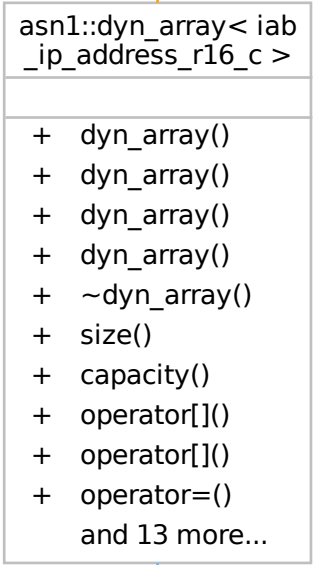 asn1::dyn_array< iab
_ip_address_r16_c >
+ dyn_array()
+ dyn_array()
+ dyn_array()
+ dyn_array()
+ ~dyn_array()
+ size()
+ capacity()
+ operator[]()
+ operator[]()
+ operator=()
and 13 more...